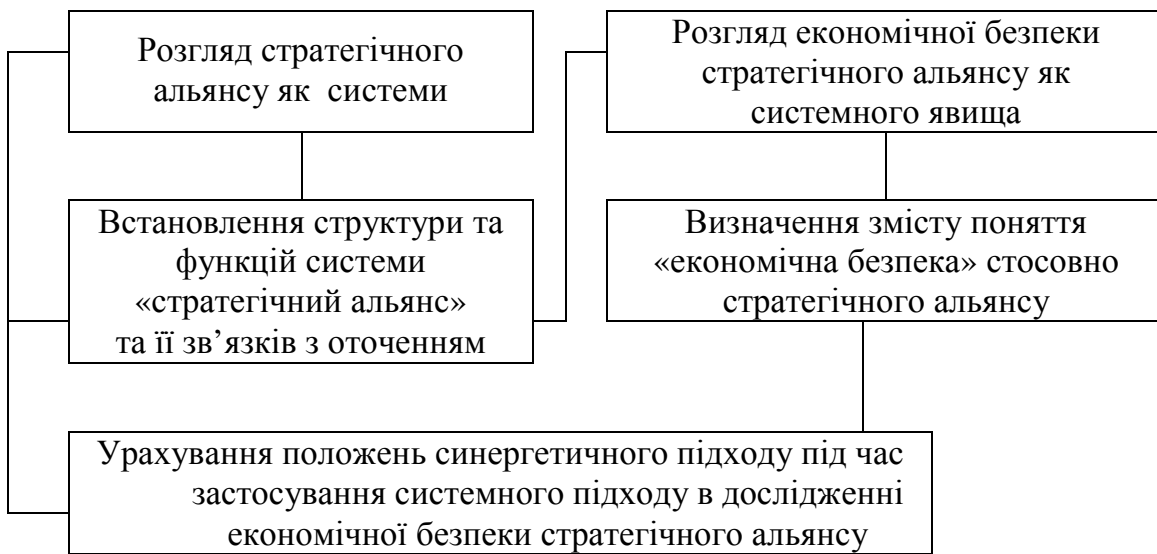 Розгляд стратегічного
альянсу як системи
Розгляд економічної безпеки
стратегічного альянсу як
системного явища
Встановлення структури та
функцій системи
«стратегічний альянс»
та її зв’язків з оточенням
Визначення змісту поняття
«економічна безпека» стосовно
стратегічного альянсу
Урахування положень синергетичного підходу під час
застосування системного підходу в дослідженні
економічної безпеки стратегічного альянсу